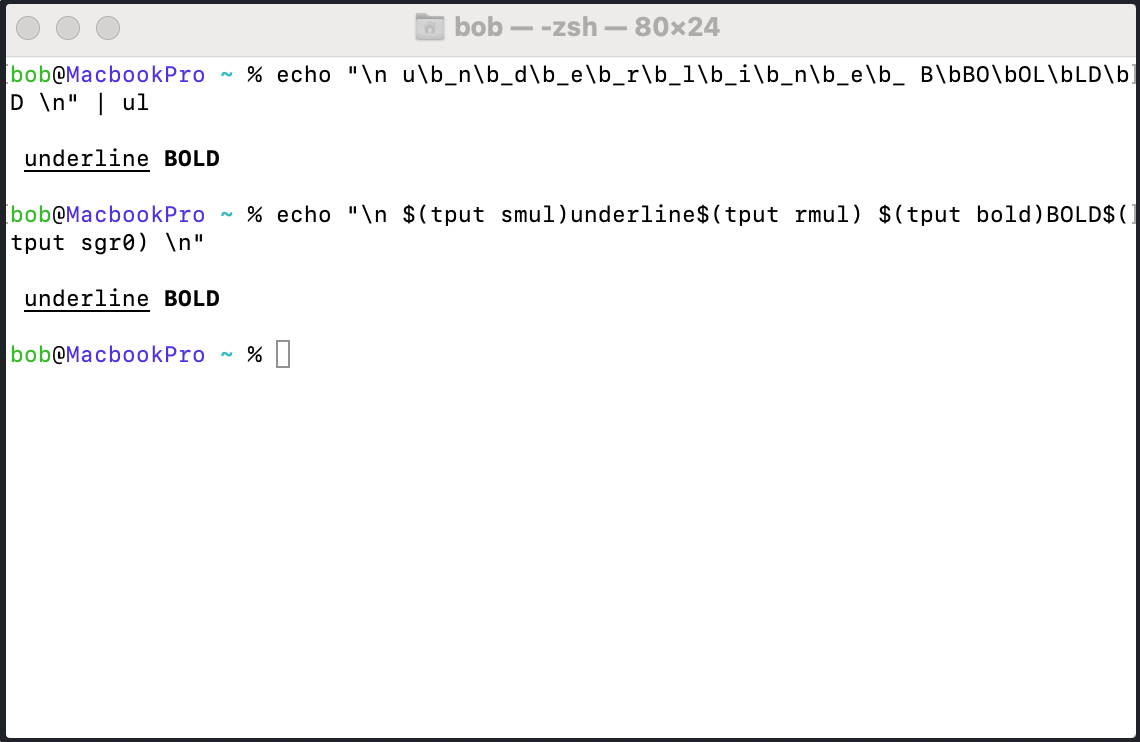 bob — -zsh — 80×24
bob@MacbookPro ~ % echo "\n u\b_n\b_d\b_e\b_r\b_l\b_i\b_n\b_e\b_ B\bBO\bOL\bLD\b
D \n" | ul
underline BOLD
bob@MacbookPro ~ % echo "\n $(tput smul)underline$(tput rmul) $(tput bold)BOLD$(
tput sgr0) \n"
underline BOLD
bob@MacbookPro ~ %